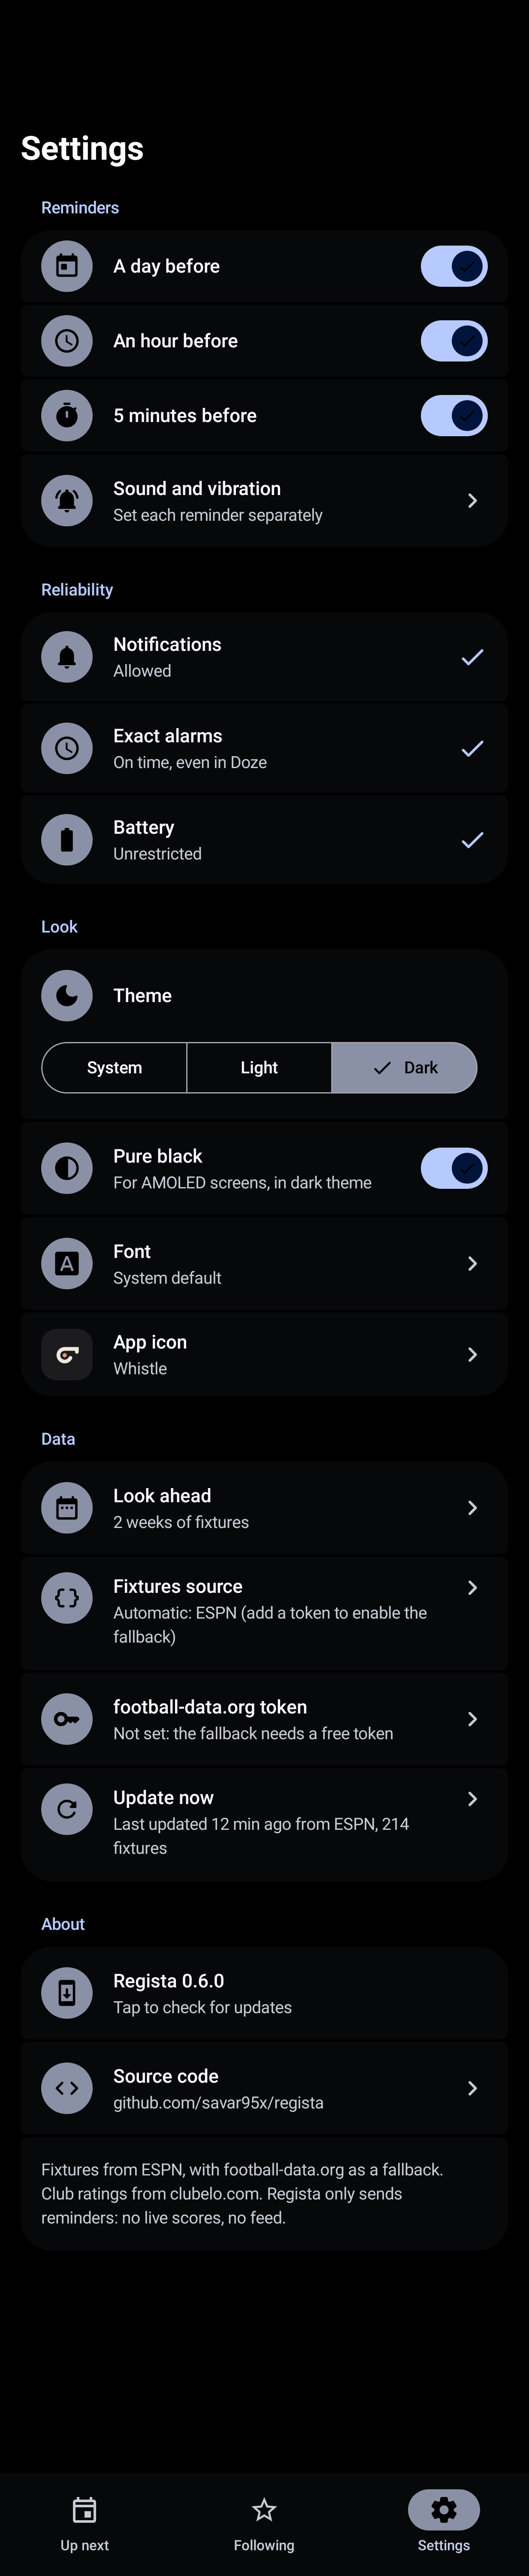 Settings
Reminders
A day before
An hour before
5 minutes before
Sound and vibration
Set each reminder separately
Reliability
Notifications
Allowed
Exact alarms
On time, even in Doze
Battery
Unrestricted
Look
Theme
System
Light
Dark
Pure black
For AMOLED screens, in dark theme
Font
System default
App icon
Whistle
Data
Look ahead
2 weeks of fixtures
Fixtures source
Automatic: ESPN (add a token to enable the
fallback)
football-data.org token
Not set: the fallback needs a free token
Update now
Last updated 12 min ago from ESPN, 214
fixtures
About
Regista 0.6.0
Tap to check for updates
Source code
github.com/savar95x/regista
Fixtures from ESPN, with football-data.org as a fallback.
Club ratings from clubelo.com. Regista only sends
reminders: no live scores, no feed.
Up next
Following
Settings